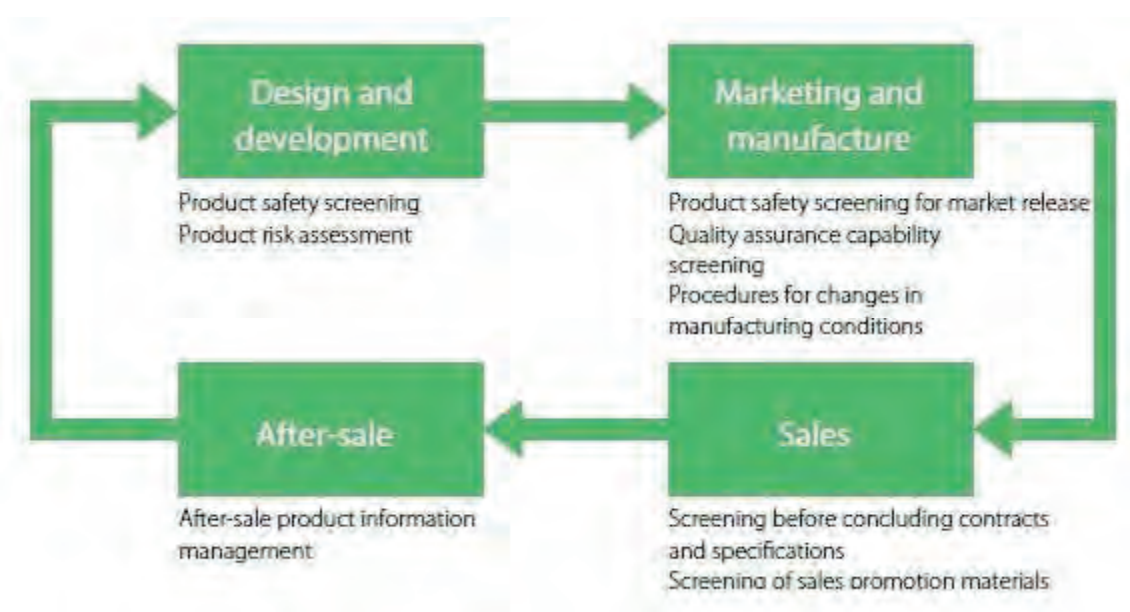 Design and
development
Product safety screening
Product risk assessment
Marketing and
manufacture
Product safety screening for market release
Quality assurance capability
screening
Procedures for changes in
manufacturing conditions
After-sale
After-sale product information
management
Sales
Screening before concluding contracts
and specifications
Screening of sales promotion materials